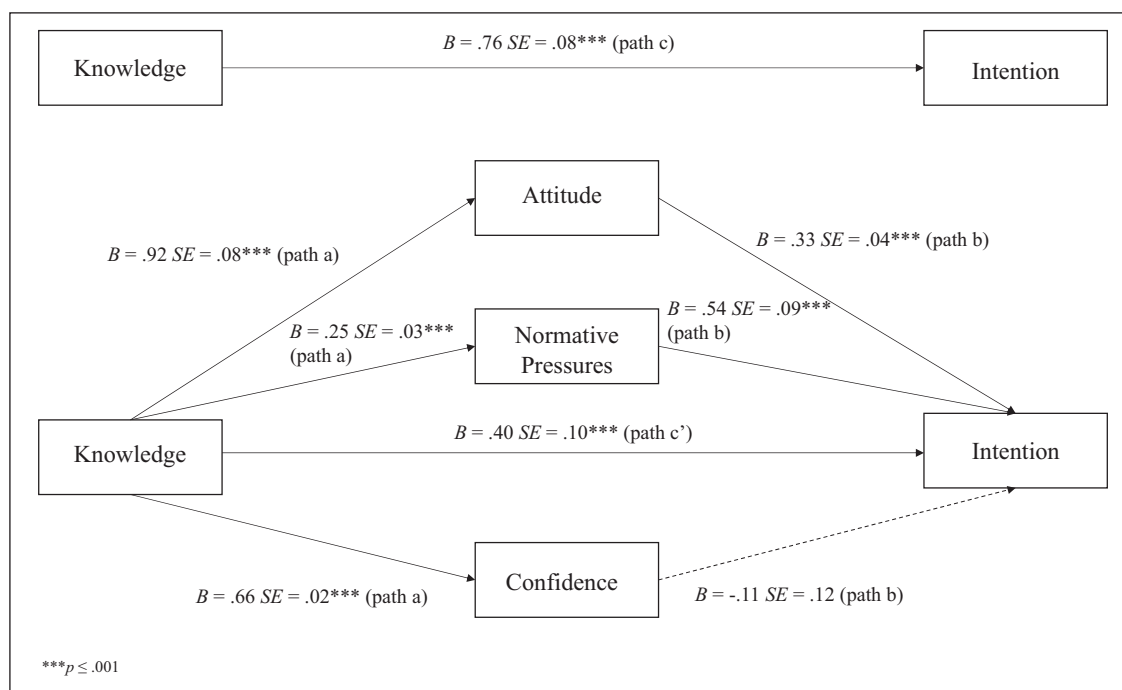 B = .76 SE = .08*** (path c)
Knowledge
Intention
Attitude
B = .92 SE = .08*** (path a)
B = .33 SE = .04*** (path b)
B = .25 SE = .03***
(path a)
Normative
Pressures
B = .54 SE = .09***
(path b)
Knowledge
B = .40 SE = .10*** (path c’)
Intention
Confidence
B = .66 SE = .02*** (path a)
B = -.11 SE = .12 (path b)
***p ≤ .001